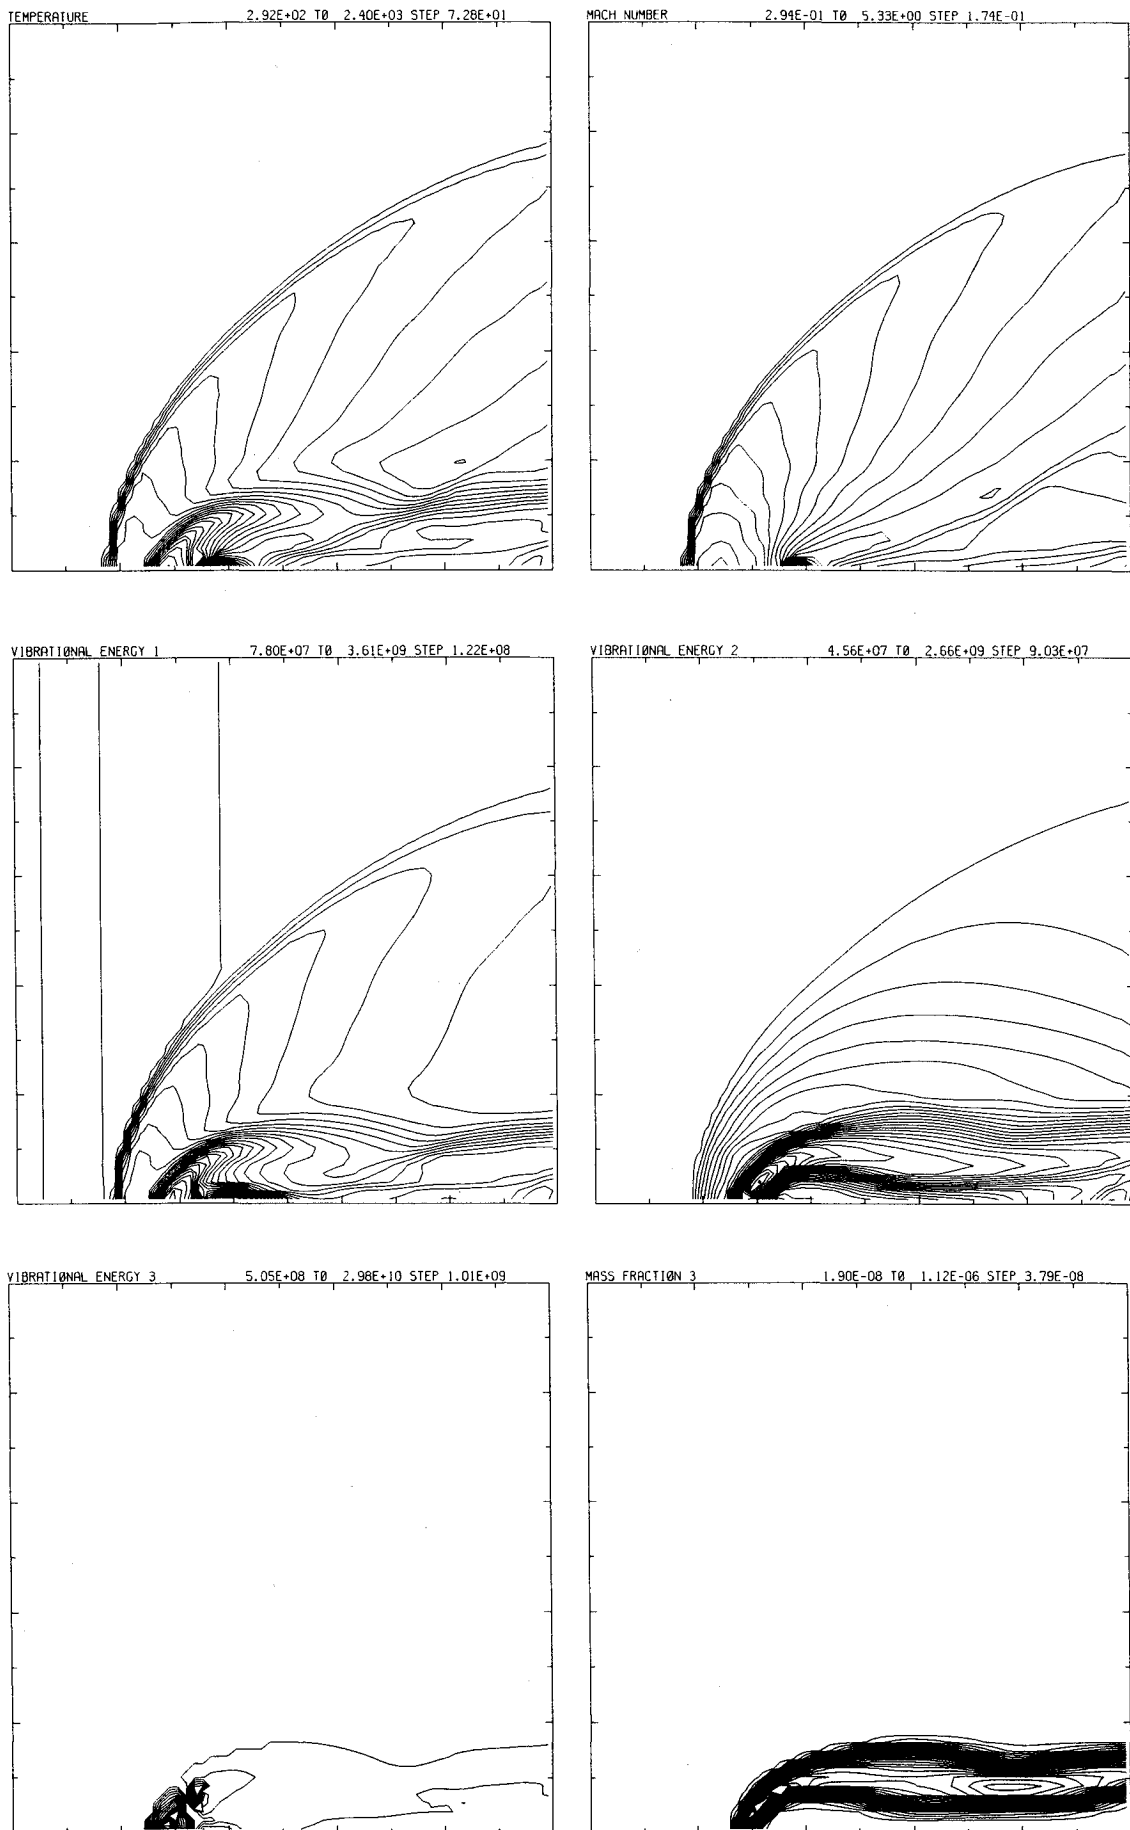 TEMPERATURE 2.92E+02 TØ 2.40E+03 STEP 7.28E+01
MACH NUMBER 2.94E-01 TØ 5.33E+00 STEP 1.74E-01
VIBRATIØNAL ENERGY 1 7.80E+07 TØ 3.61E+09 STEP 1.22E+08
VIBRATIØNAL ENERGY 2 4.56E+07 TØ 2.66E+09 STEP 9.03E+07
VIBRATIØNAL ENERGY 3 5.05E+08 TØ 2.98E+10 STEP 1.01E+09
MASS FRACTIØN 3 1.90E-08 TØ 1.12E-06 STEP 3.79E-08